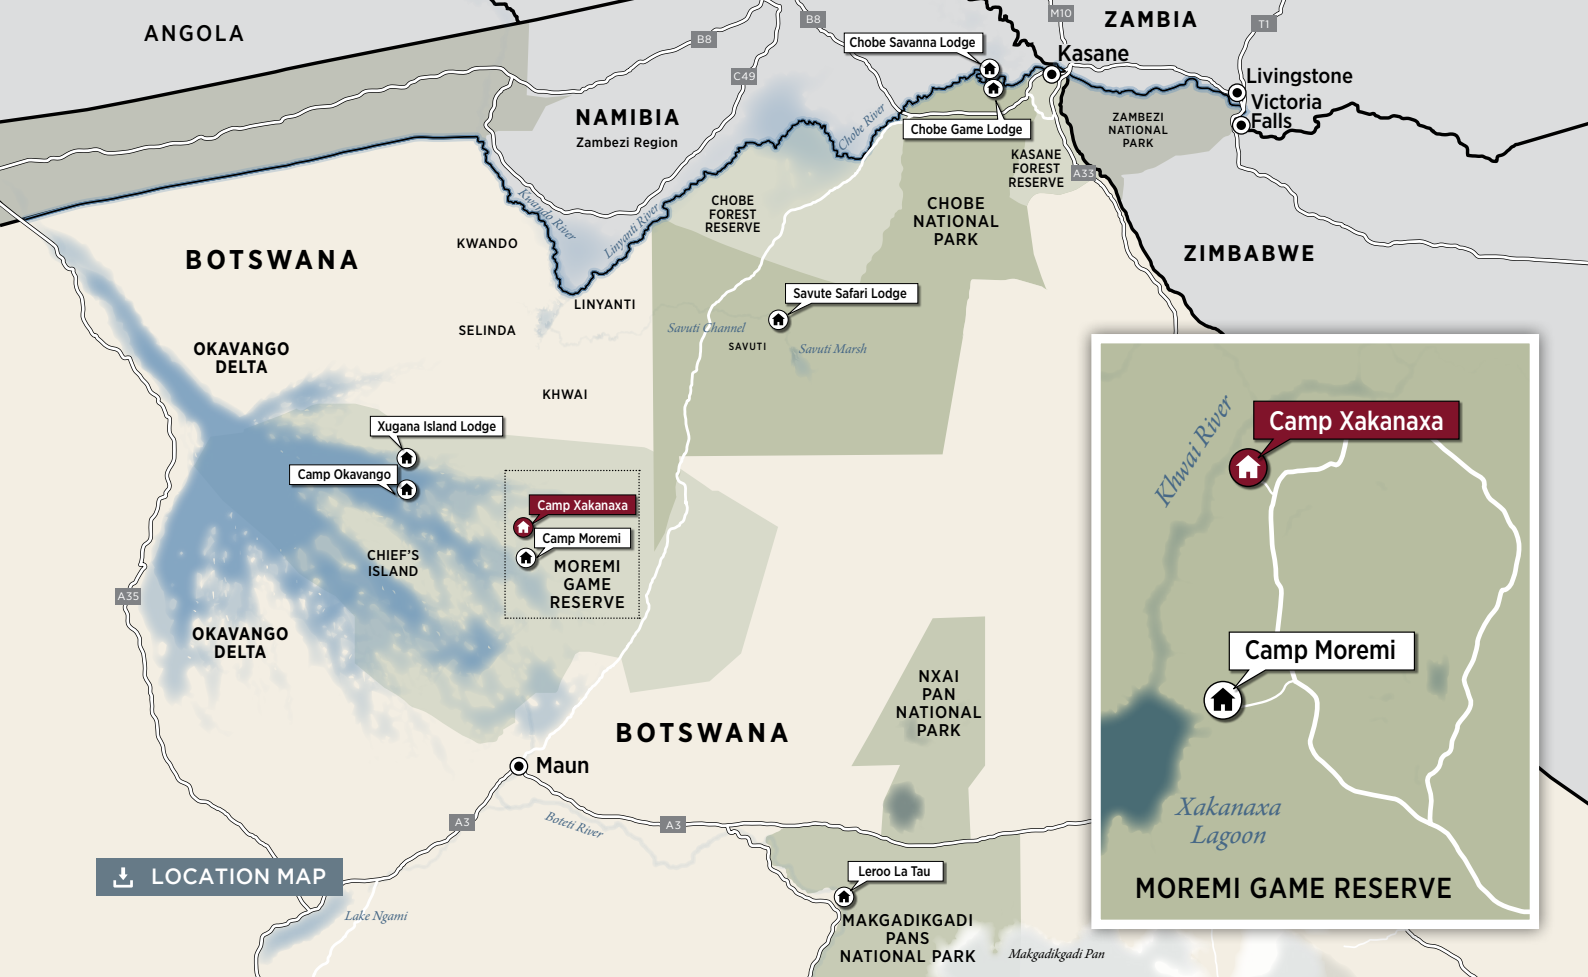 ANGOLA
B8
B8
M10
ZAMBIA
T1
C49
Chobe Savanna Lodge
Kasane
Livingstone
Victoria
Falls
NAMIBIA
Zambezi Region
Chobe River
Chobe Game Lodge
ZAMBEZI
NATIONAL
PARK
KASANE
FOREST
RESERVE
A33
Kwando River
Linyanti River
CHOBE
FOREST
RESERVE
CHOBE
NATIONAL
PARK
KWANDO
BOTSWANA
ZIMBABWE
LINYANTI
Savute Safari Lodge
SELINDA
Savuti Channel
SAVUTI
Savuti Marsh
OKAVANGO
DELTA
KHWAI
Xugana Island Lodge
Camp Okavango
Camp Xakanaxa
Camp Moremi
CHIEF'S
ISLAND
MOREMI
GAME
RESERVE
A35
OKAVANGO
DELTA
NXAI
PAN
NATIONAL
PARK
BOTSWANA
Maun
A3
Boteti River
A3
LOCATION MAP
Lake Ngami
Leroo La Tau
MAKGADIKGADI
PANS
NATIONAL PARK
Makgadikgadi Pan
Khwai River
Camp Xakanaxa
Camp Moremi
Xakanaxa
Lagoon
MOREMI GAME RESERVE